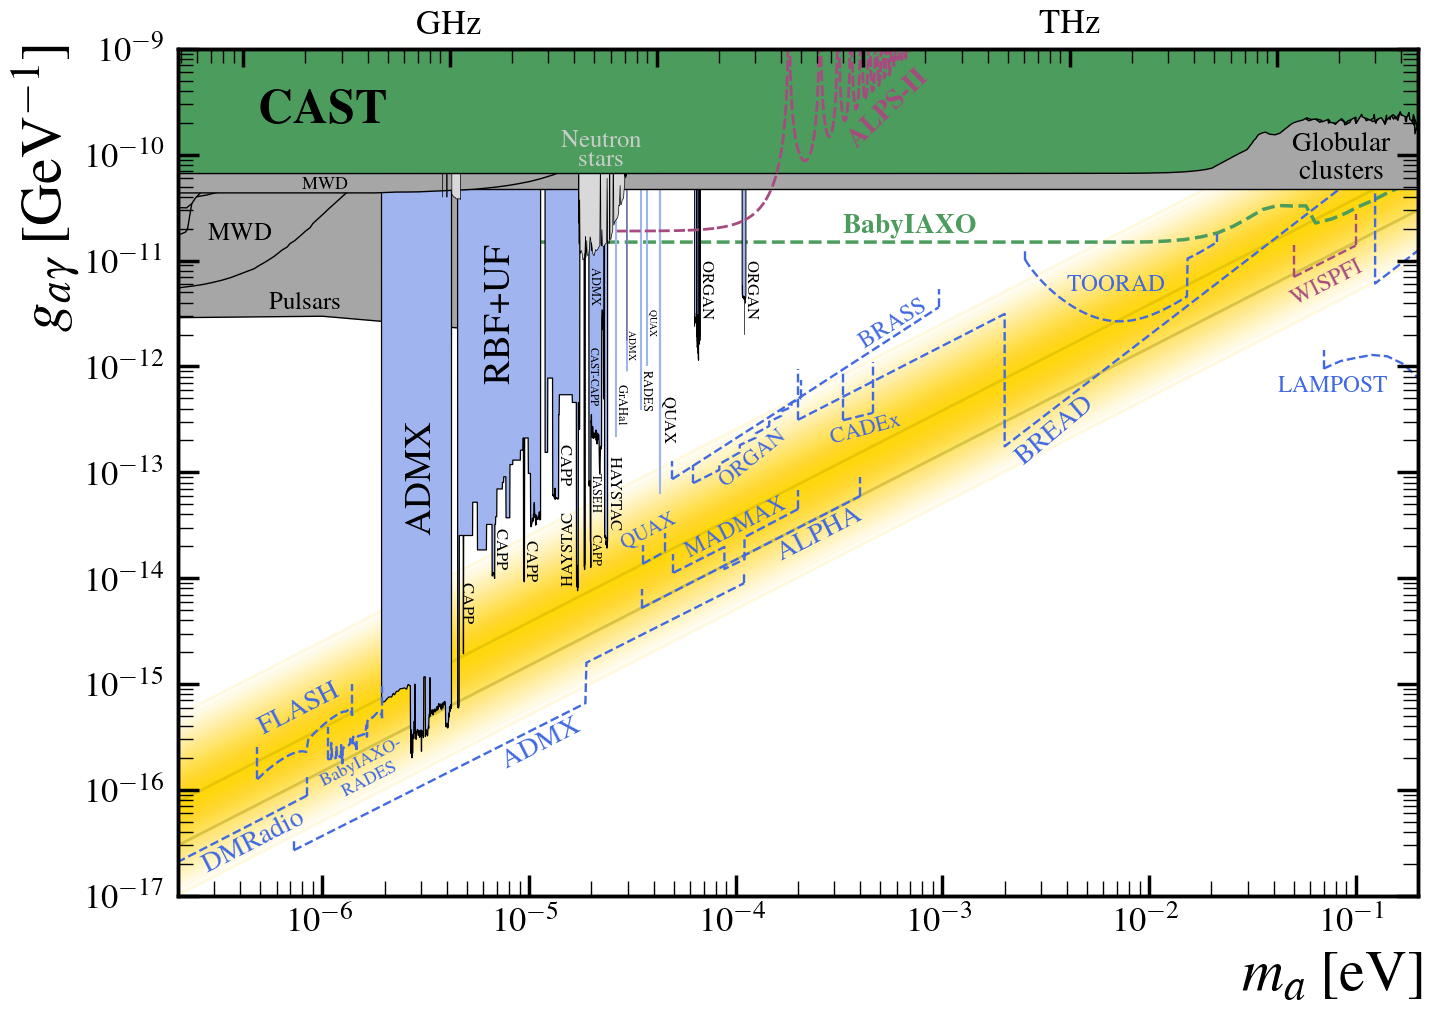 GHz
THz
10⁻⁹
10⁻¹⁰
10⁻¹¹
10⁻¹²
10⁻¹³
10⁻¹⁴
10⁻¹⁵
10⁻¹⁶
10⁻¹⁷
g_{aγ} [GeV⁻¹]
CAST
ALPS-II
Neutron
stars
Globular
clusters
MWD
MWD
Pulsars
BabyIAXO
RBF+UF
ADMX
ADMX
ORGAN
ORGAN
TOORAD
WISPFI
QUAX
ADMX
CAST-CAPP
RADES
GrAHal
QUAX
BRASS
LAMPOST
CADEx
BREAD
ORGAN
CAPP
HAYSTAC
TASEH
HAYSTAC
CAPP
CAPP
CAPP
CAPP
QUAX
MADMAX
ALPHA
FLASH
BabyIAXO-
RADES
ADMX
DMRadio
10⁻⁶
10⁻⁵
10⁻⁴
10⁻³
10⁻²
10⁻¹
m_a [eV]